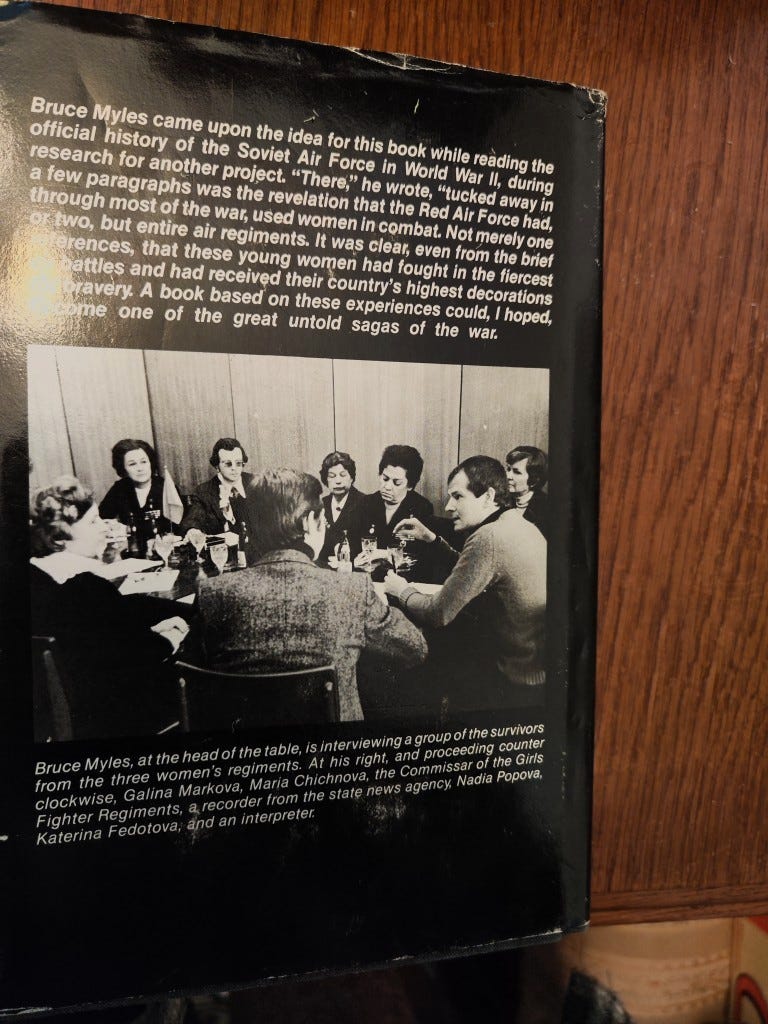 Bruce Myles came upon the idea for this book while reading the
official history of the Soviet Air Force in World War II, during
research for another project. “There,” he wrote, “tucked away in
a few paragraphs was the revelation that the Red Air Force had,
through most of the war, used women in combat. Not merely one
or two, but entire air regiments. It was clear, even from the brief
that these young women had fought in the fiercest
battles and had received their country’s highest decorations
bravery. A book based on these experiences could, I hoped,
one of the great untold sagas of the war.
Bruce Myles, at the head of the table, is interviewing a group of the survivors
from the three women’s regiments. At his right, and proceeding counter
clockwise, Galina Markova, Maria Chichnova, the Commissar of the Girls
Fighter Regiments, a recorder from the state news agency, Nadia Popova,
Katerina Fedotova, and an interpreter.